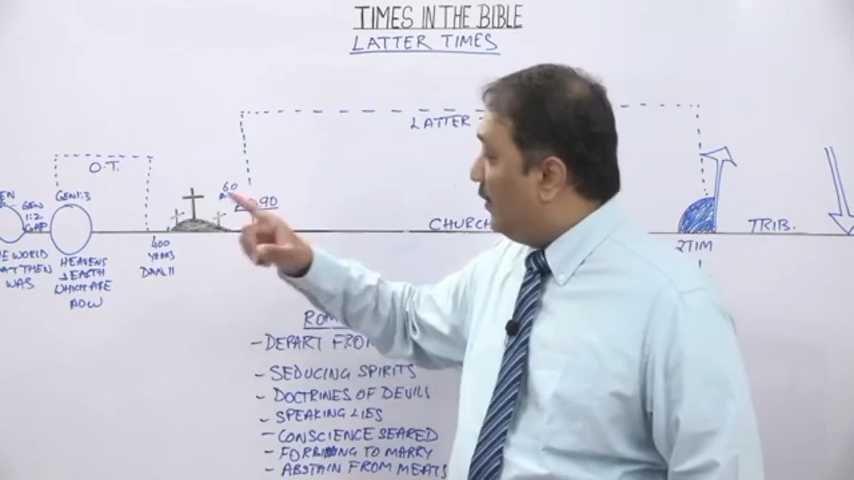 TIMES IN THE BIBLE
LATTER TIMES
LATTER
O.T.
GEN
1:2
GAP
GEN 1:3
60
90
CHURCH
TRIB.
2TIM
400
YEARS
DAN.11
THEN
WAS
HEAVENS
& EARTH
WHICH ARE
NOW
- DEPART FROM
- SEDUCING SPIRITS
- DOCTRINES OF DEVILS
- SPEAKING LIES
- CONSCIENCE SEARED
- FORBIDDING TO MARRY
- ABSTAIN FROM MEATS